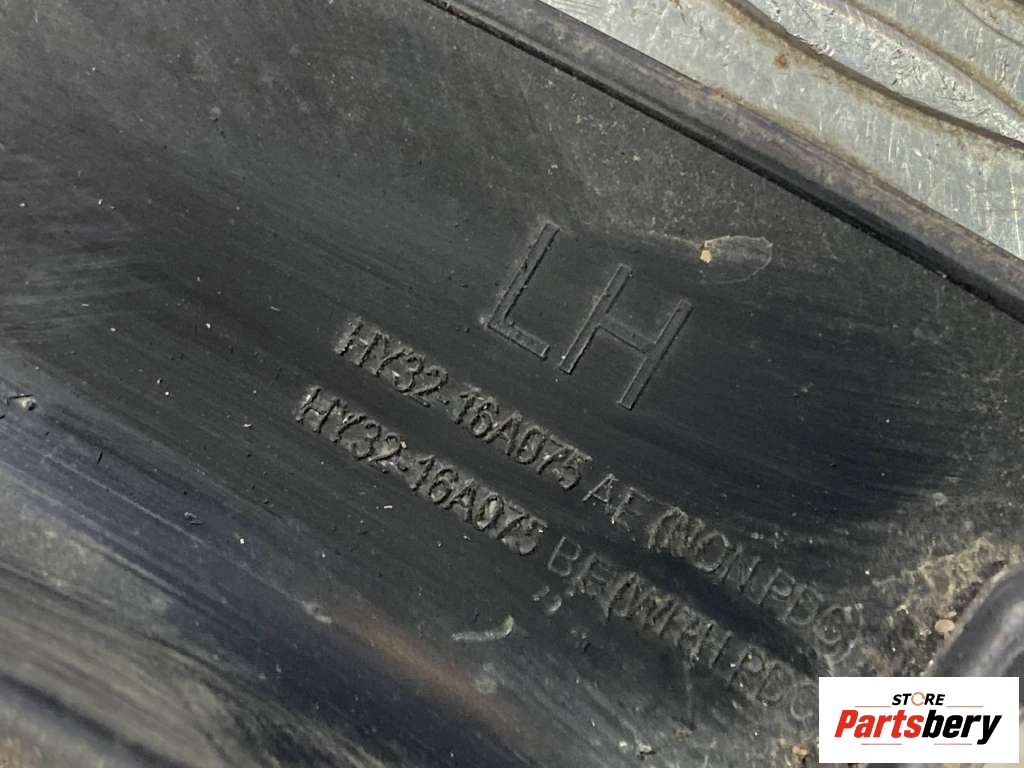 LH
HY32-16A075 AE (NON.PDC)
HY32-16A075 BE (WITH.PDC
STORE
Partsbery